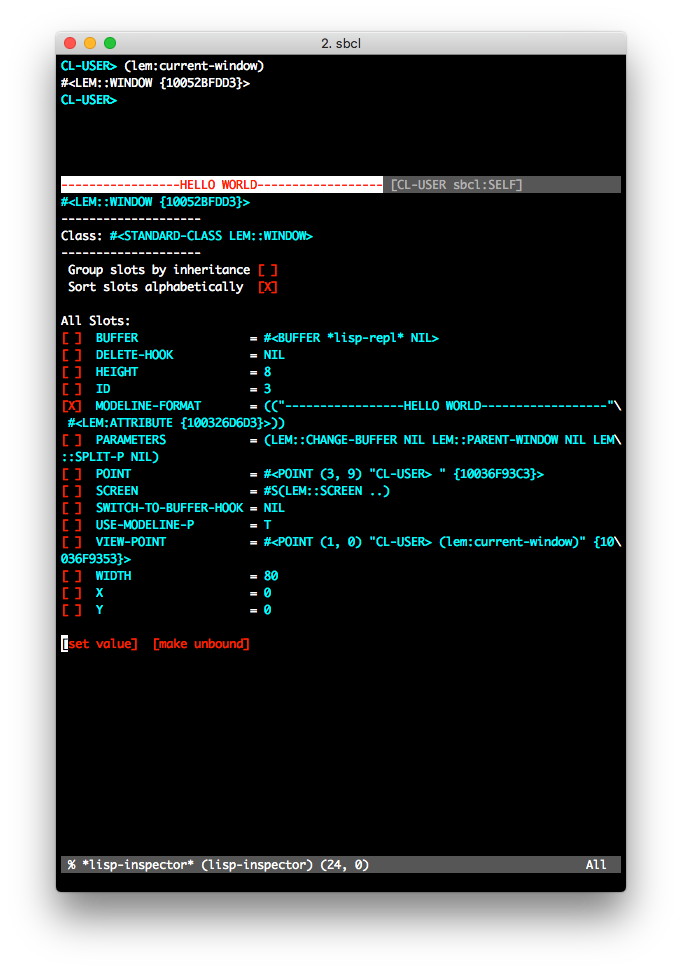 2. sbcl
CL-USER> (lem:current-window)
#<LEM::WINDOW {10052BFDD3}>
CL-USER>
-----------------HELLO WORLD------------------ [CL-USER sbcl:SELF]
#<LEM::WINDOW {10052BFDD3}>
--------------------
Class: #<STANDARD-CLASS LEM::WINDOW>
--------------------
 Group slots by inheritance [ ]
 Sort slots alphabetically  [X]
All Slots:
[ ]  BUFFER                = #<BUFFER *lisp-repl* NIL>
[ ]  DELETE-HOOK           = NIL
[ ]  HEIGHT                = 8
[ ]  ID                    = 3
[X]  MODELINE-FORMAT       = (("-----------------HELLO WORLD------------------"\
 #<LEM:ATTRIBUTE {100326D6D3}>))
[ ]  PARAMETERS            = (LEM::CHANGE-BUFFER NIL LEM::PARENT-WINDOW NIL LEM\
::SPLIT-P NIL)
[ ]  POINT                 = #<POINT (3, 9) "CL-USER> " {10036F93C3}>
[ ]  SCREEN                = #S(LEM::SCREEN ..)
[ ]  SWITCH-TO-BUFFER-HOOK = NIL
[ ]  USE-MODELINE-P        = T
[ ]  VIEW-POINT            = #<POINT (1, 0) "CL-USER> (lem:current-window)" {10\
036F9353}>
[ ]  WIDTH                 = 80
[ ]  X                     = 0
[ ]  Y                     = 0
[set value]  [make unbound]
% *lisp-inspector* (lisp-inspector) (24, 0) All